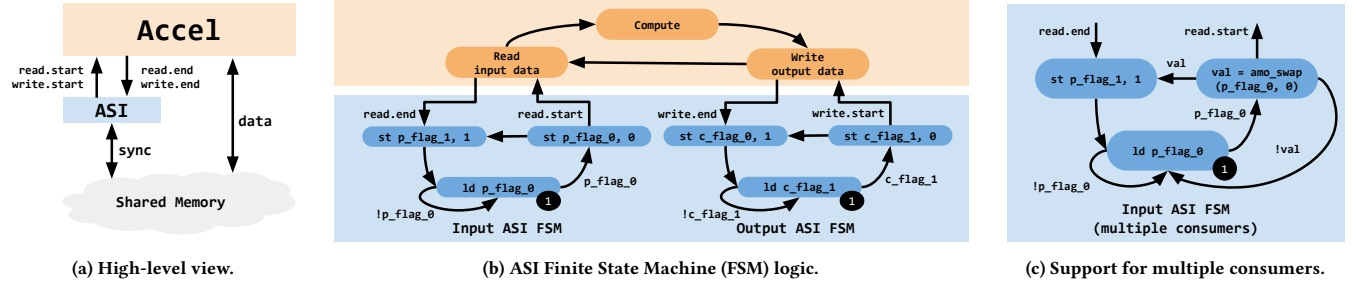 Accel
read.start
write.start
read.end
write.end
ASI
sync
data
Shared Memory
(a) High-level view.
Compute
Read
input data
Write
output data
read.end
read.start
st p_flag_1, 1
st p_flag_0, 0
ld p_flag_0
1
p_flag_0
!p_flag_0
Input ASI FSM
write.end
write.start
st c_flag_0, 1
st c_flag_1, 0
ld c_flag_1
1
c_flag_1
!c_flag_1
Output ASI FSM
(b) ASI Finite State Machine (FSM) logic.
read.end
read.start
st p_flag_1, 1
val
val = amo_swap
(p_flag_0, 0)
p_flag_0
ld p_flag_0
1
!val
!p_flag_0
Input ASI FSM
(multiple consumers)
(c) Support for multiple consumers.